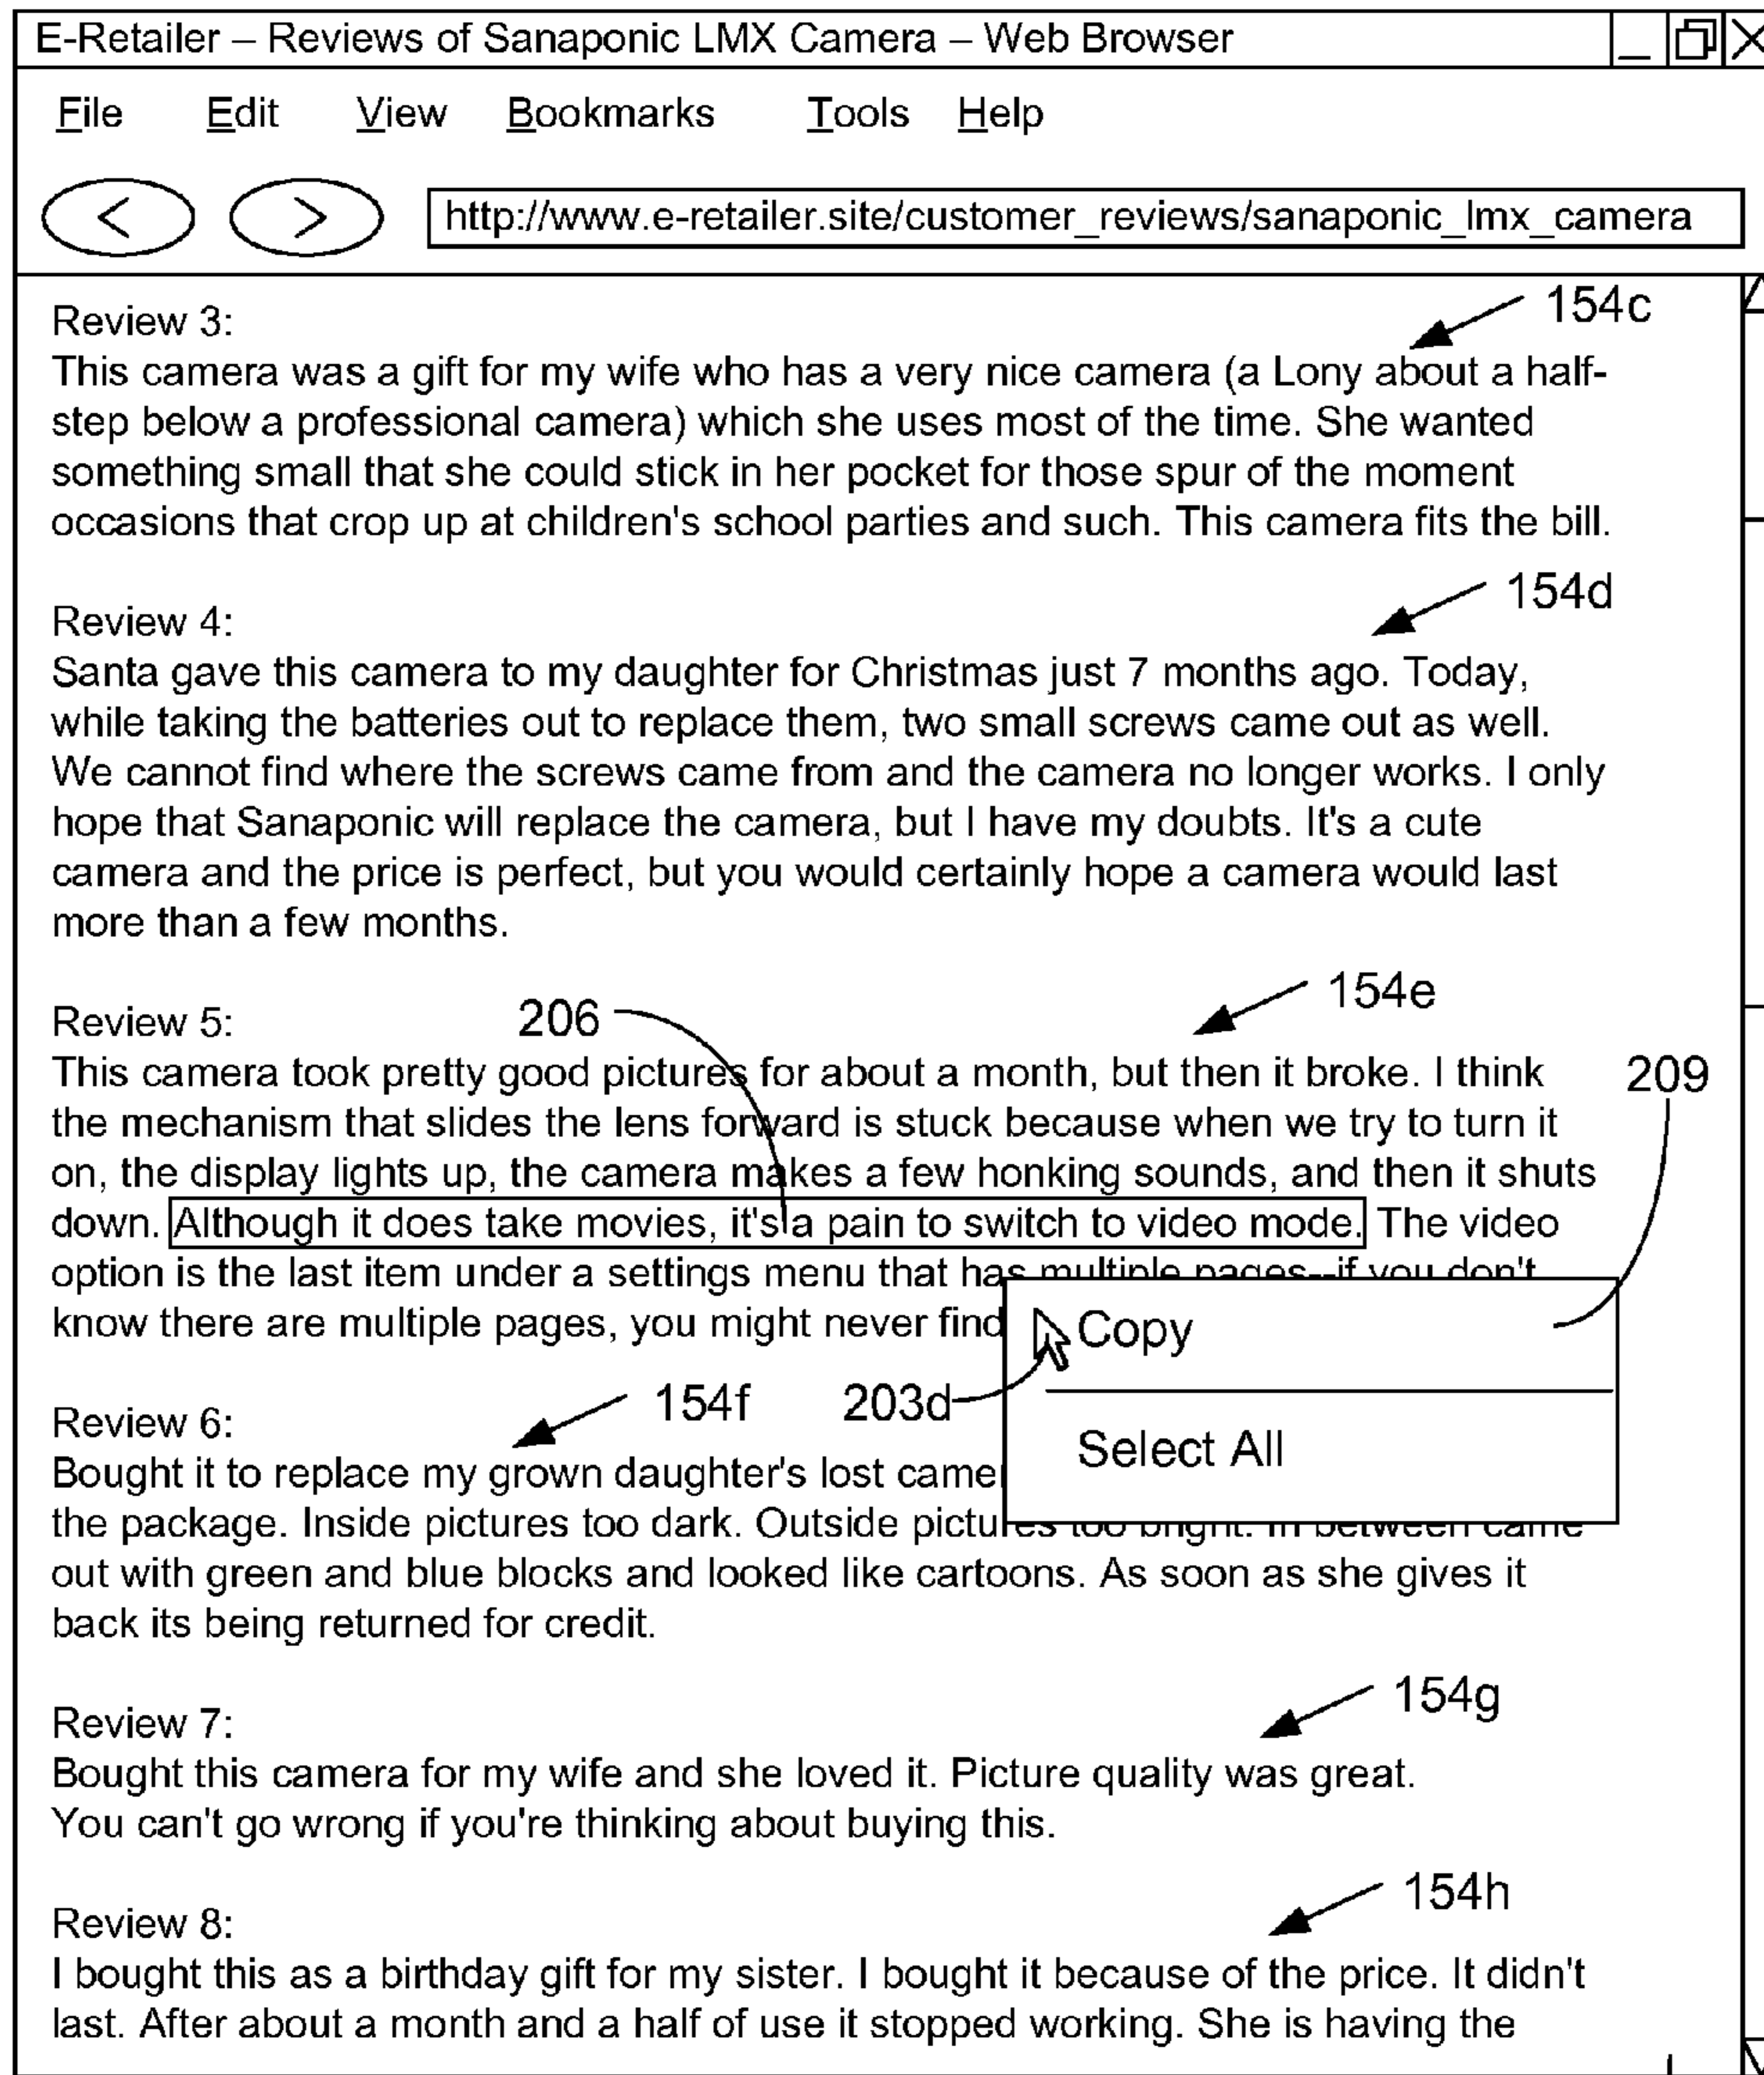 E-Retailer – Reviews of Sanaponic LMX Camera – Web Browser
File Edit View Bookmarks Tools Help
< > http://www.e-retailer.site/customer_reviews/sanaponic_lmx_camera
154c
Review 3:
This camera was a gift for my wife who has a very nice camera (a Lony about a half-
step below a professional camera) which she uses most of the time. She wanted
something small that she could stick in her pocket for those spur of the moment
occasions that crop up at children's school parties and such. This camera fits the bill.
154d
Review 4:
Santa gave this camera to my daughter for Christmas just 7 months ago. Today,
while taking the batteries out to replace them, two small screws came out as well.
We cannot find where the screws came from and the camera no longer works. I only
hope that Sanaponic will replace the camera, but I have my doubts. It's a cute
camera and the price is perfect, but you would certainly hope a camera would last
more than a few months.
154e
Review 5: 206
This camera took pretty good pictures for about a month, but then it broke. I think 209
the mechanism that slides the lens forward is stuck because when we try to turn it
on, the display lights up, the camera makes a few honking sounds, and then it shuts
down. Although it does take movies, it's a pain to switch to video mode. The video
option is the last item under a settings menu that has multiple pages--if you don't
know there are multiple pages, you might never find
Copy
154f 203d
Review 6:
Select All
Bought it to replace my grown daughter's lost
the package. Inside pictures too dark. Outside pictures too bright. In between came
out with green and blue blocks and looked like cartoons. As soon as she gives it
back its being returned for credit.
154g
Review 7:
Bought this camera for my wife and she loved it. Picture quality was great.
You can't go wrong if you're thinking about buying this.
154h
Review 8:
I bought this as a birthday gift for my sister. I bought it because of the price. It didn't
last. After about a month and a half of use it stopped working. She is having the